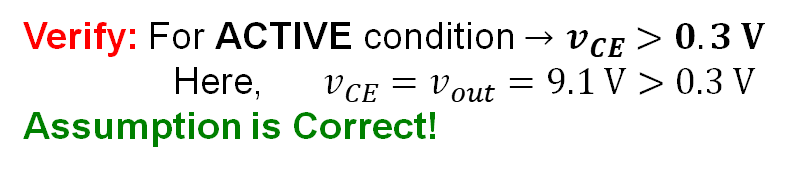 Verify: For ACTIVE condition → v_CE > 0.3 V
Here, v_CE = v_out = 9.1 V > 0.3 V
Assumption is Correct!